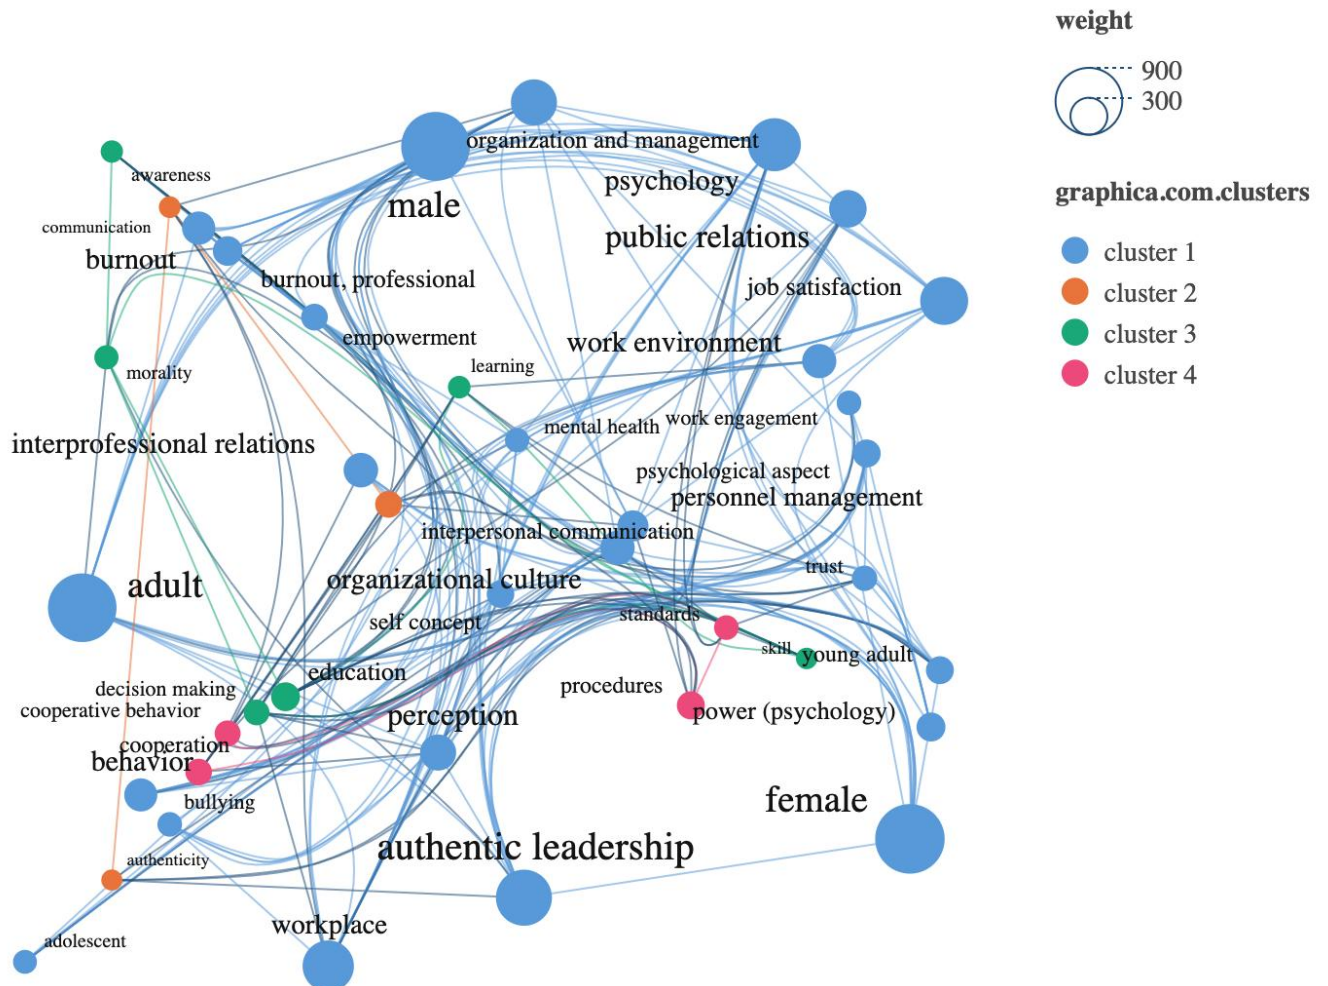 weight
900
300
graphica.com.clusters
cluster 1
cluster 2
cluster 3
cluster 4
organization and management
awareness
psychology
male
communication
public relations
burnout
burnout, professional
job satisfaction
empowerment
work environment
learning
morality
work engagement
mental health
interprofessional relations
psychological aspect
personnel management
interpersonal communication
trust
organizational culture
adult
standards
self concept
skill
young adult
education
procedures
decision making
cooperative behavior
power (psychology)
perception
cooperation
behavior
female
bullying
authentic leadership
authenticity
workplace
adolescent